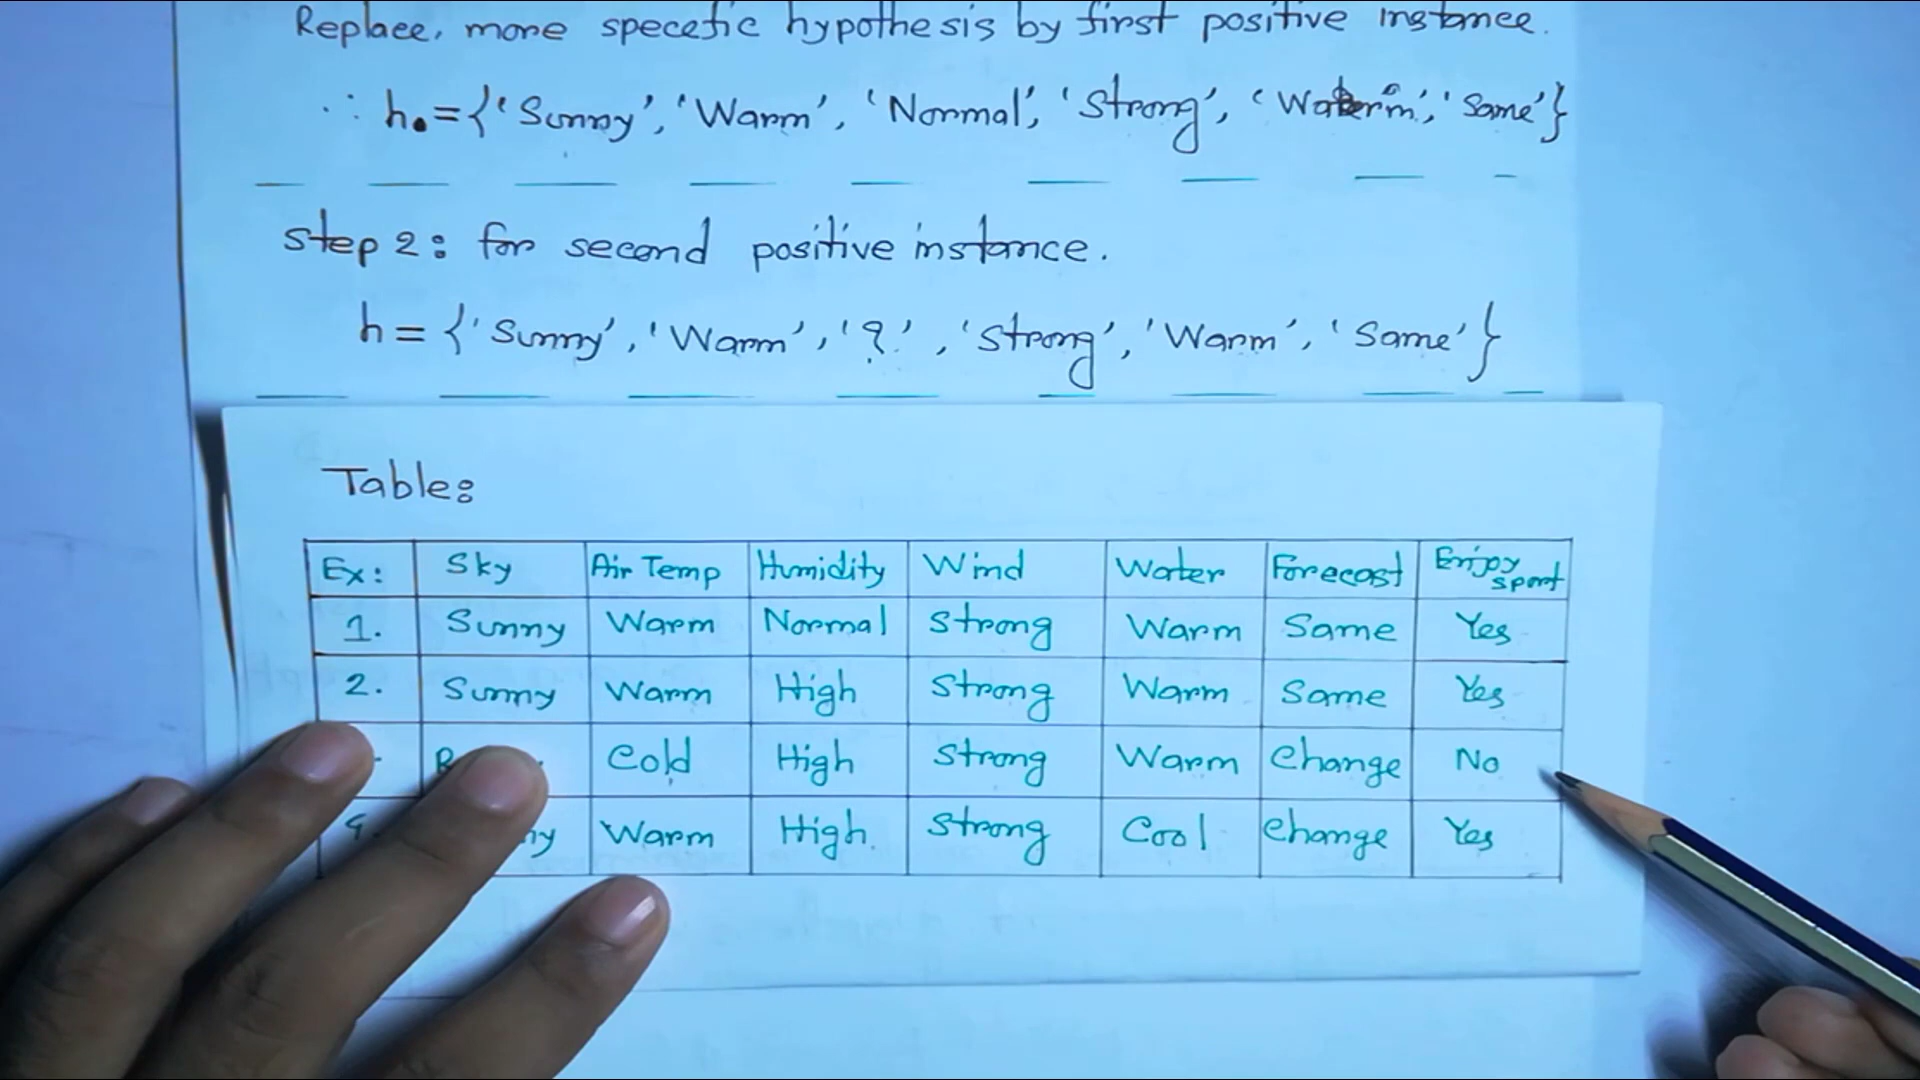 Replace, more specefic hypothesis by first positive instance.
∴ h. = {'Sunny', 'Warm', 'Normal', 'Strong', 'Same'}
Step 2: for second positive instance.
h = {'Sunny', 'Warm', '?', 'Strong', 'Warm', 'Same'}
Table:
Ex: Sky Air Temp Humidity Wind Water Forecast Enjoy sport
1. Sunny Warm Normal Strong Warm Same Yes
2. Sunny Warm High Strong Warm Same Yes
Cold High Strong Warm Change No
4. Warm High. Strong Cool Change Yes